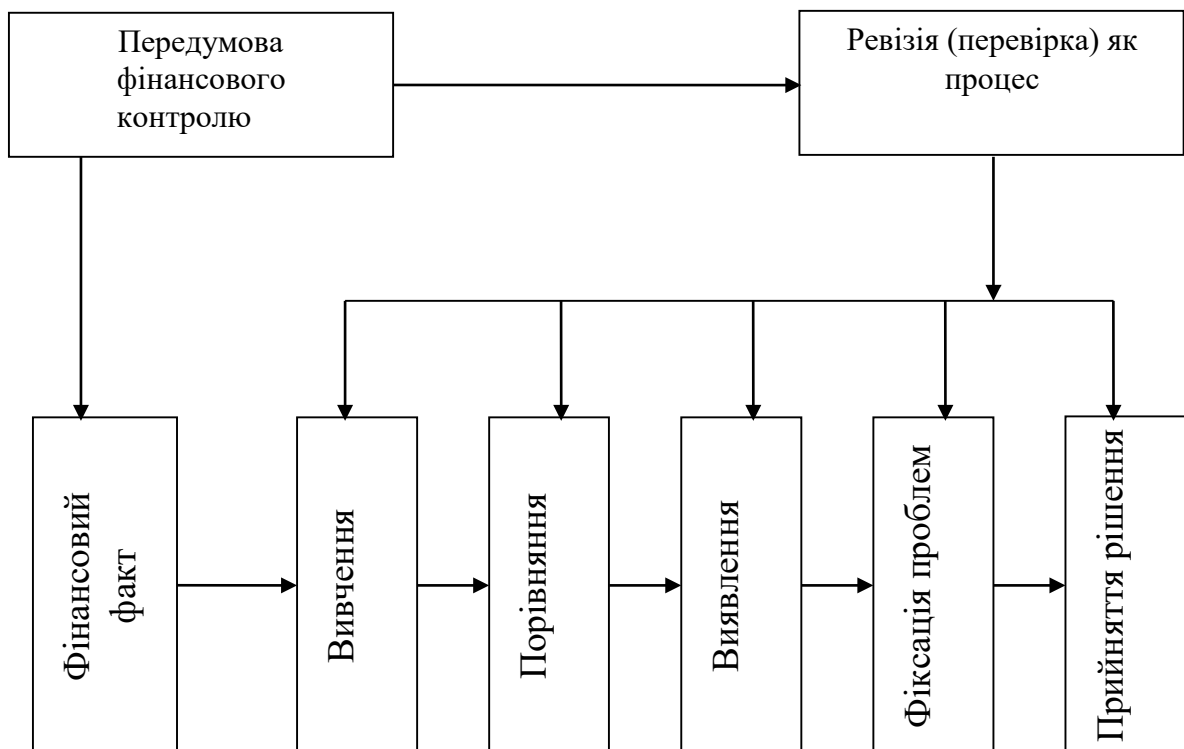 Передумова
фінансового
контролю
Ревізія (перевірка) як
процес
Фінансовий
факт
Вивчення
Порівняння
Виявлення
Фіксація проблем
Прийняття рішення